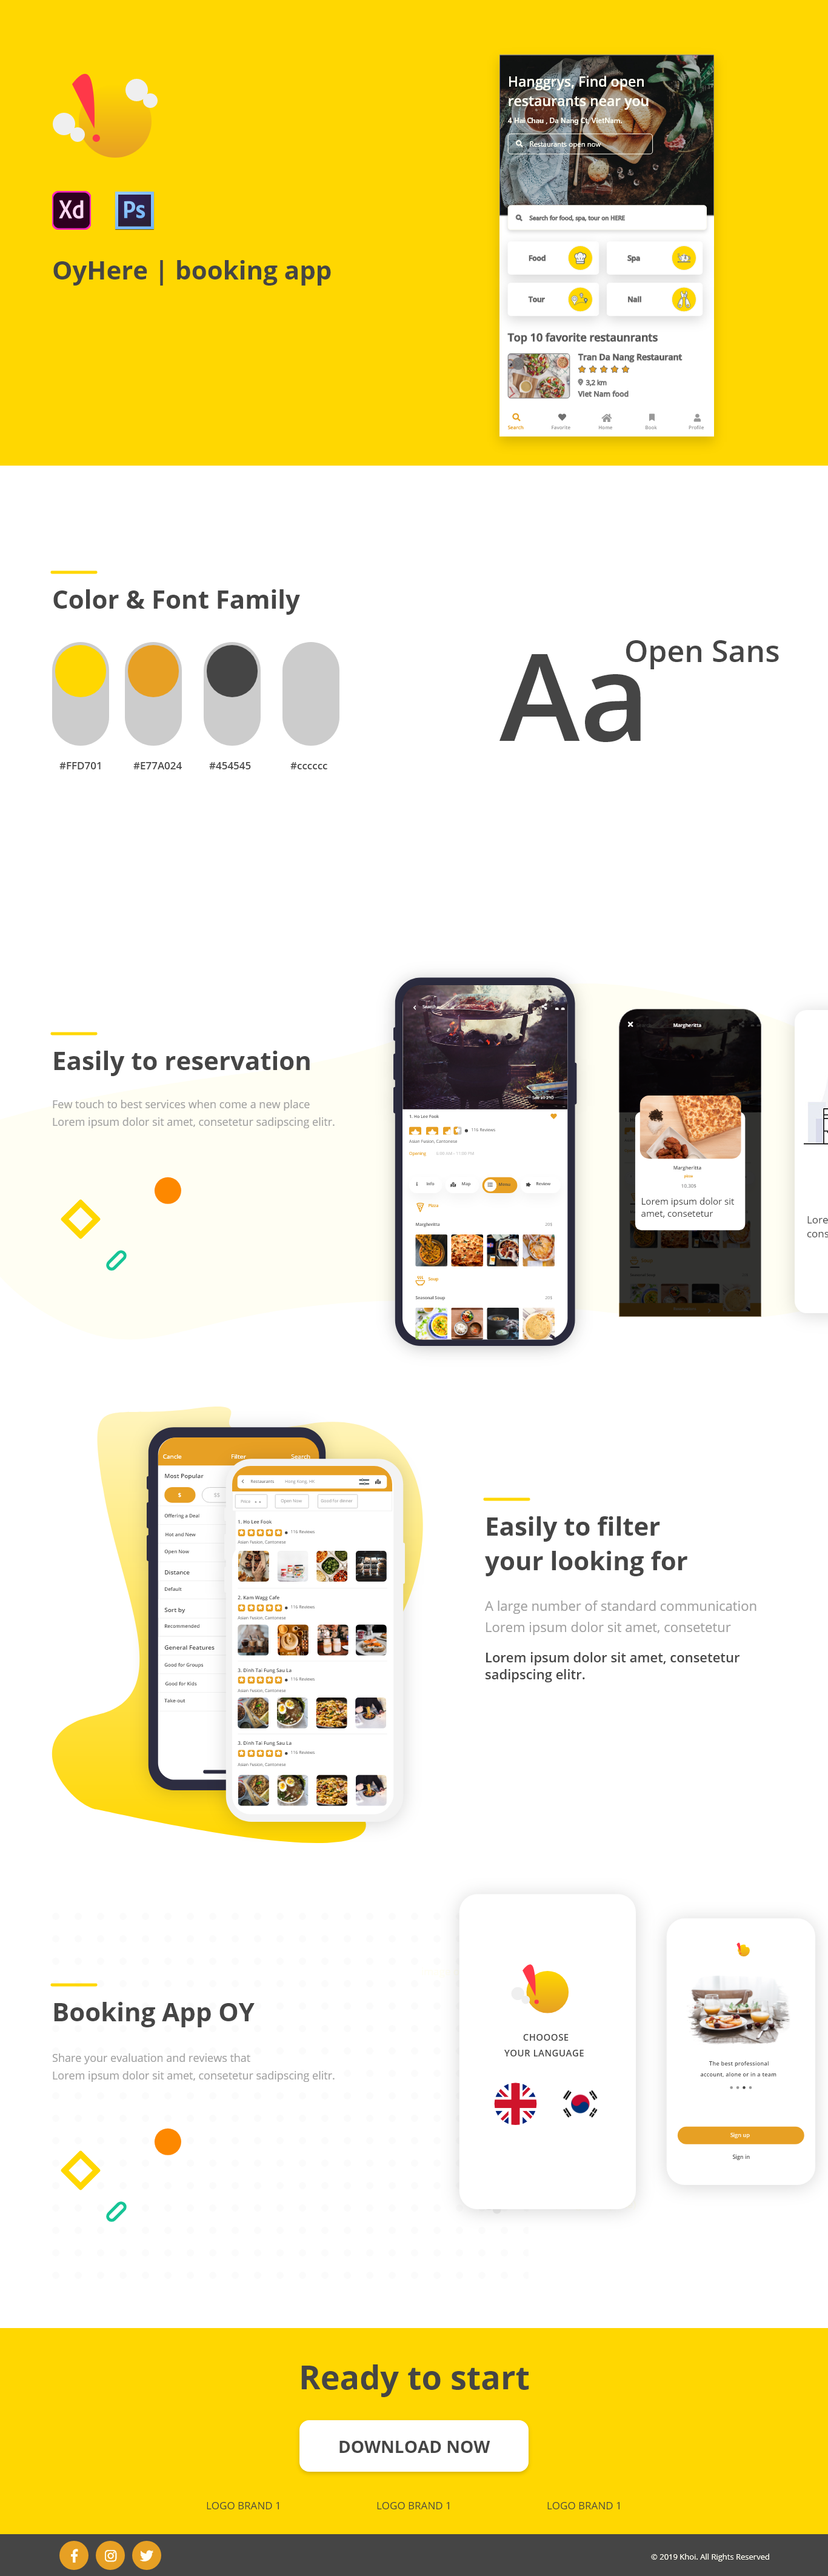 Xd
Ps
OyHere | booking app
Hanggrys, Find open
restaurants near you
4 Hai Chau , Da Nang Ct, VietNam.
Restaurants open now
Search for food, spa, tour on HERE
Food
Spa
Tour
Nail
Top 10 favorite restaunrants
Tran Da Nang Restaurant
3,2 km
Viet Nam food
Search
Favorite
Home
Book
Profile
Color & Font Family
#FFD701
#E77A024
#454545
#cccccc
Aa
Open Sans
Easily to reservation
Few touch to best services when come a new place
Lorem ipsum dolor sit amet, consetetur sadipscing elitr.
Search
1. Ho Lee Fook
116 Reviews
Asian Fusion, Cantonese
Opening
Info
Map
Menu
Review
Pizza
Margheritta
Soup
Seasonal Soup
Margheritta
Margheritta
pizza
10.30$
Lorem ipsum dolor sit
amet, consetetur
Lore
cons
Cancle
Filter
Search
Most Popular
$
$$
Offering a Deal
Hot and New
Open Now
Distance
Default
Sort by
Recommended
General Features
Good for Groups
Good for Kids
Take-out
Restaurants
Hong Kong, HK
Price
Open Now
Good for dinner
1. Ho Lee Fook
116 Reviews
Asian Fusion, Cantonese
2. Kam Wagg Cafe
116 Reviews
Asian Fusion, Cantonese
3. Dinh Tai Fung Sau La
116 Reviews
Asian Fusion, Cantonese
3. Dinh Tai Fung Sau La
116 Reviews
Asian Fusion, Cantonese
Easily to filter
your looking for
A large number of standard communication
Lorem ipsum dolor sit amet, consetetur
Lorem ipsum dolor sit amet, consetetur
sadipscing elitr.
Booking App OY
Share your evaluation and reviews that
Lorem ipsum dolor sit amet, consetetur sadipscing elitr.
CHOOOSE
YOUR LANGUAGE
The best professional
account, alone or in a team
Sign up
Sign in
Ready to start
DOWNLOAD NOW
LOGO BRAND 1
LOGO BRAND 1
LOGO BRAND 1
© 2019 Khoi. All Rights Reserved